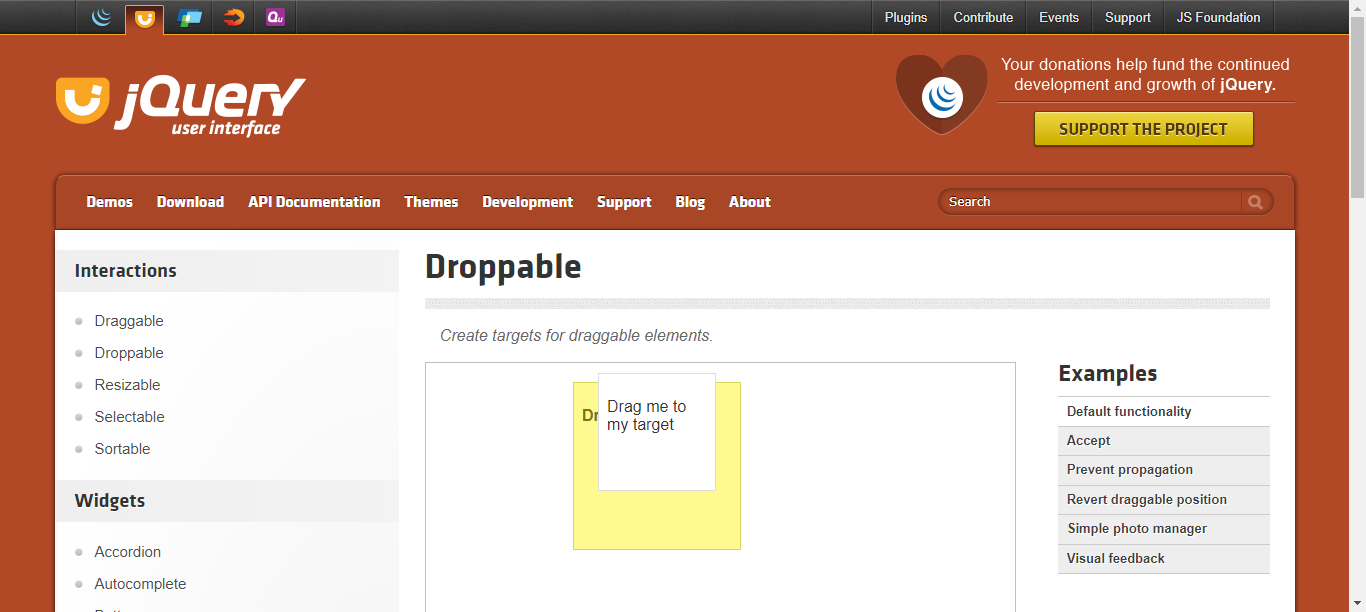 Qu
Plugins
Contribute
Events
Support
JS Foundation
jQuery
user interface
Your donations help fund the continued
development and growth of jQuery.
SUPPORT THE PROJECT
Demos
Download
API Documentation
Themes
Development
Support
Blog
About
Search
Interactions
Draggable
Droppable
Resizable
Selectable
Sortable
Widgets
Accordion
Autocomplete
Droppable
Create targets for draggable elements.
Dr
Drag me to
my target
Examples
Default functionality
Accept
Prevent propagation
Revert draggable position
Simple photo manager
Visual feedback